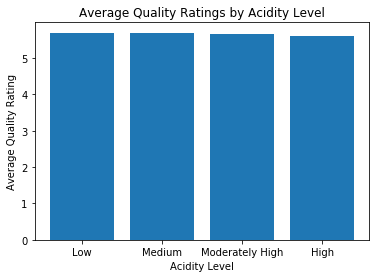 Average Quality Ratings by Acidity Level
Average Quality Rating
5
4
3
2
1
0
Low Medium Moderately High High
Acidity Level